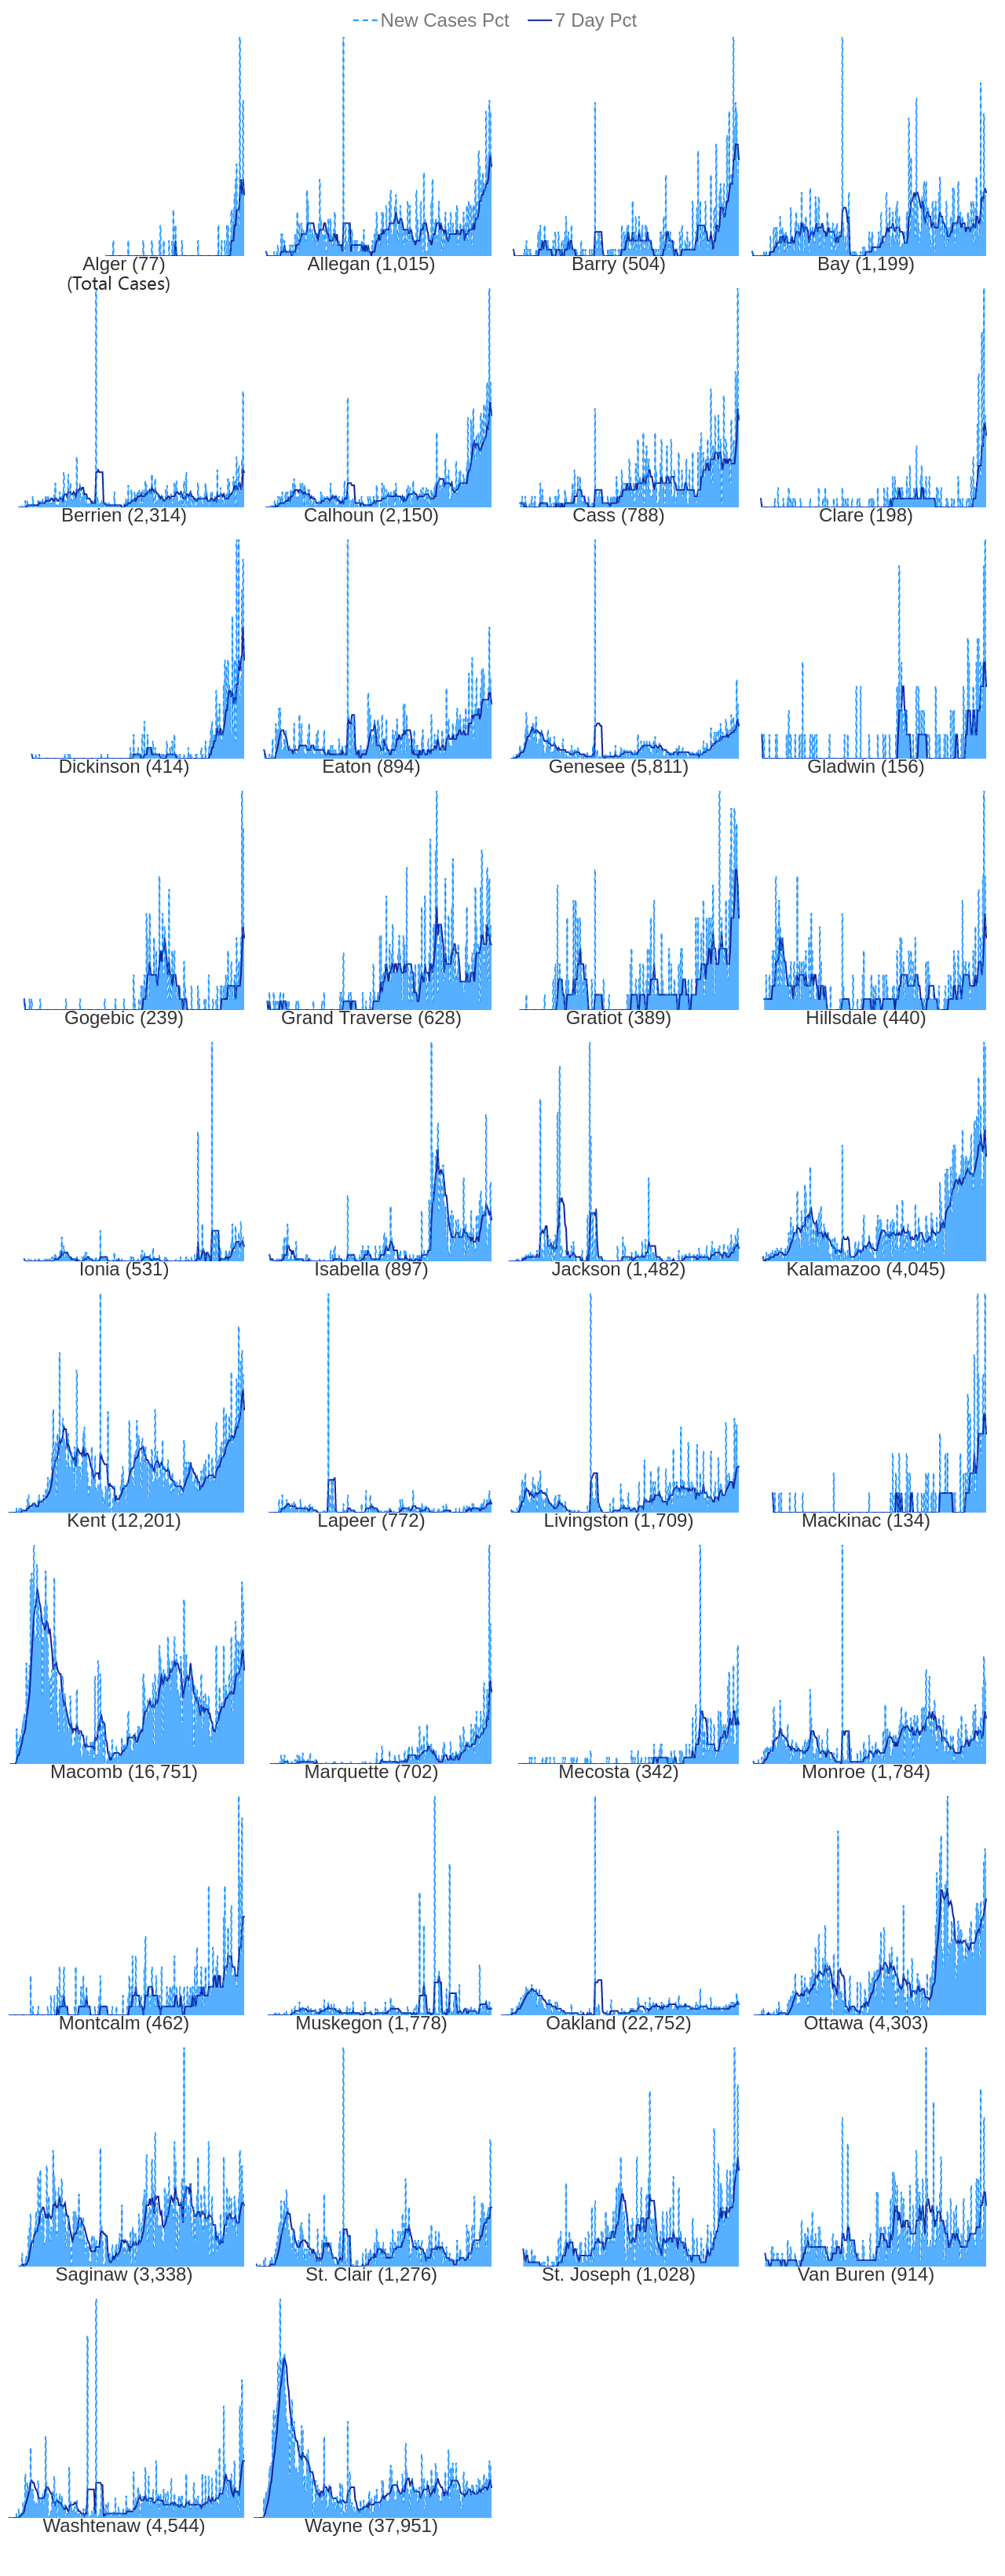 New Cases Pct 7 Day Pct
Alger (77) Allegan (1,015) Barry (504) Bay (1,199)
(Total Cases)
Berrien (2,314) Calhoun (2,150) Cass (788) Clare (198)
Dickinson (414) Eaton (894) Genesee (5,811) Gladwin (156)
Gogebic (239) Grand Traverse (628) Gratiot (389) Hillsdale (440)
Ionia (531) Isabella (897) Jackson (1,482) Kalamazoo (4,045)
Kent (12,201) Lapeer (772) Livingston (1,709) Mackinac (134)
Macomb (16,751) Marquette (702) Mecosta (342) Monroe (1,784)
Montcalm (462) Muskegon (1,778) Oakland (22,752) Ottawa (4,303)
Saginaw (3,338) St. Clair (1,276) St. Joseph (1,028) Van Buren (914)
Washtenaw (4,544) Wayne (37,951)